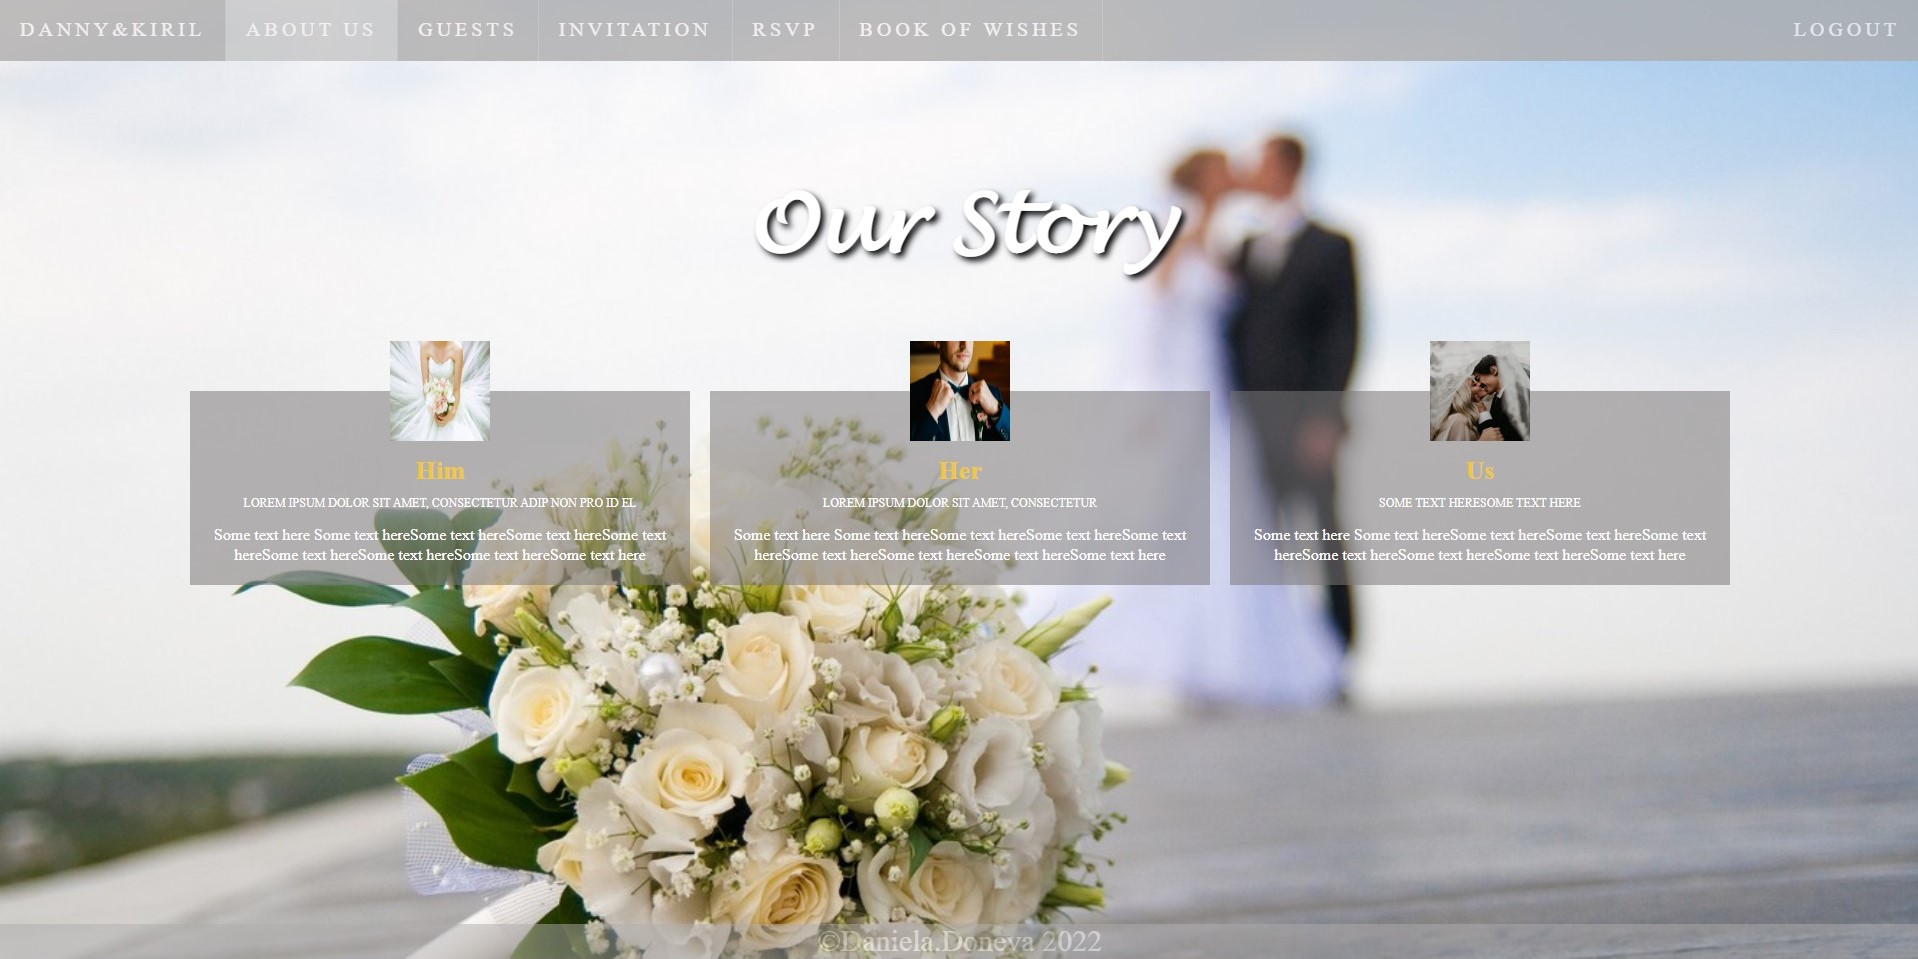 DANNY&KIRIL ABOUT US GUESTS INVITATION RSVP BOOK OF WISHES LOGOUT
Our Story
Him
LOREM IPSUM DOLOR SIT AMET, CONSECTETUR ADIP NON PRO ID EL
Some text here Some text hereSome text hereSome text hereSome text
hereSome text hereSome text hereSome text hereSome text here
Her
LOREM IPSUM DOLOR SIT AMET, CONSECTETUR
Some text here Some text hereSome text hereSome text hereSome text
hereSome text hereSome text hereSome text hereSome text here
Us
SOME TEXT HERESOME TEXT HERE
Some text here Some text hereSome text hereSome text hereSome text
hereSome text hereSome text hereSome text hereSome text here
©Daniela.Doneva 2022